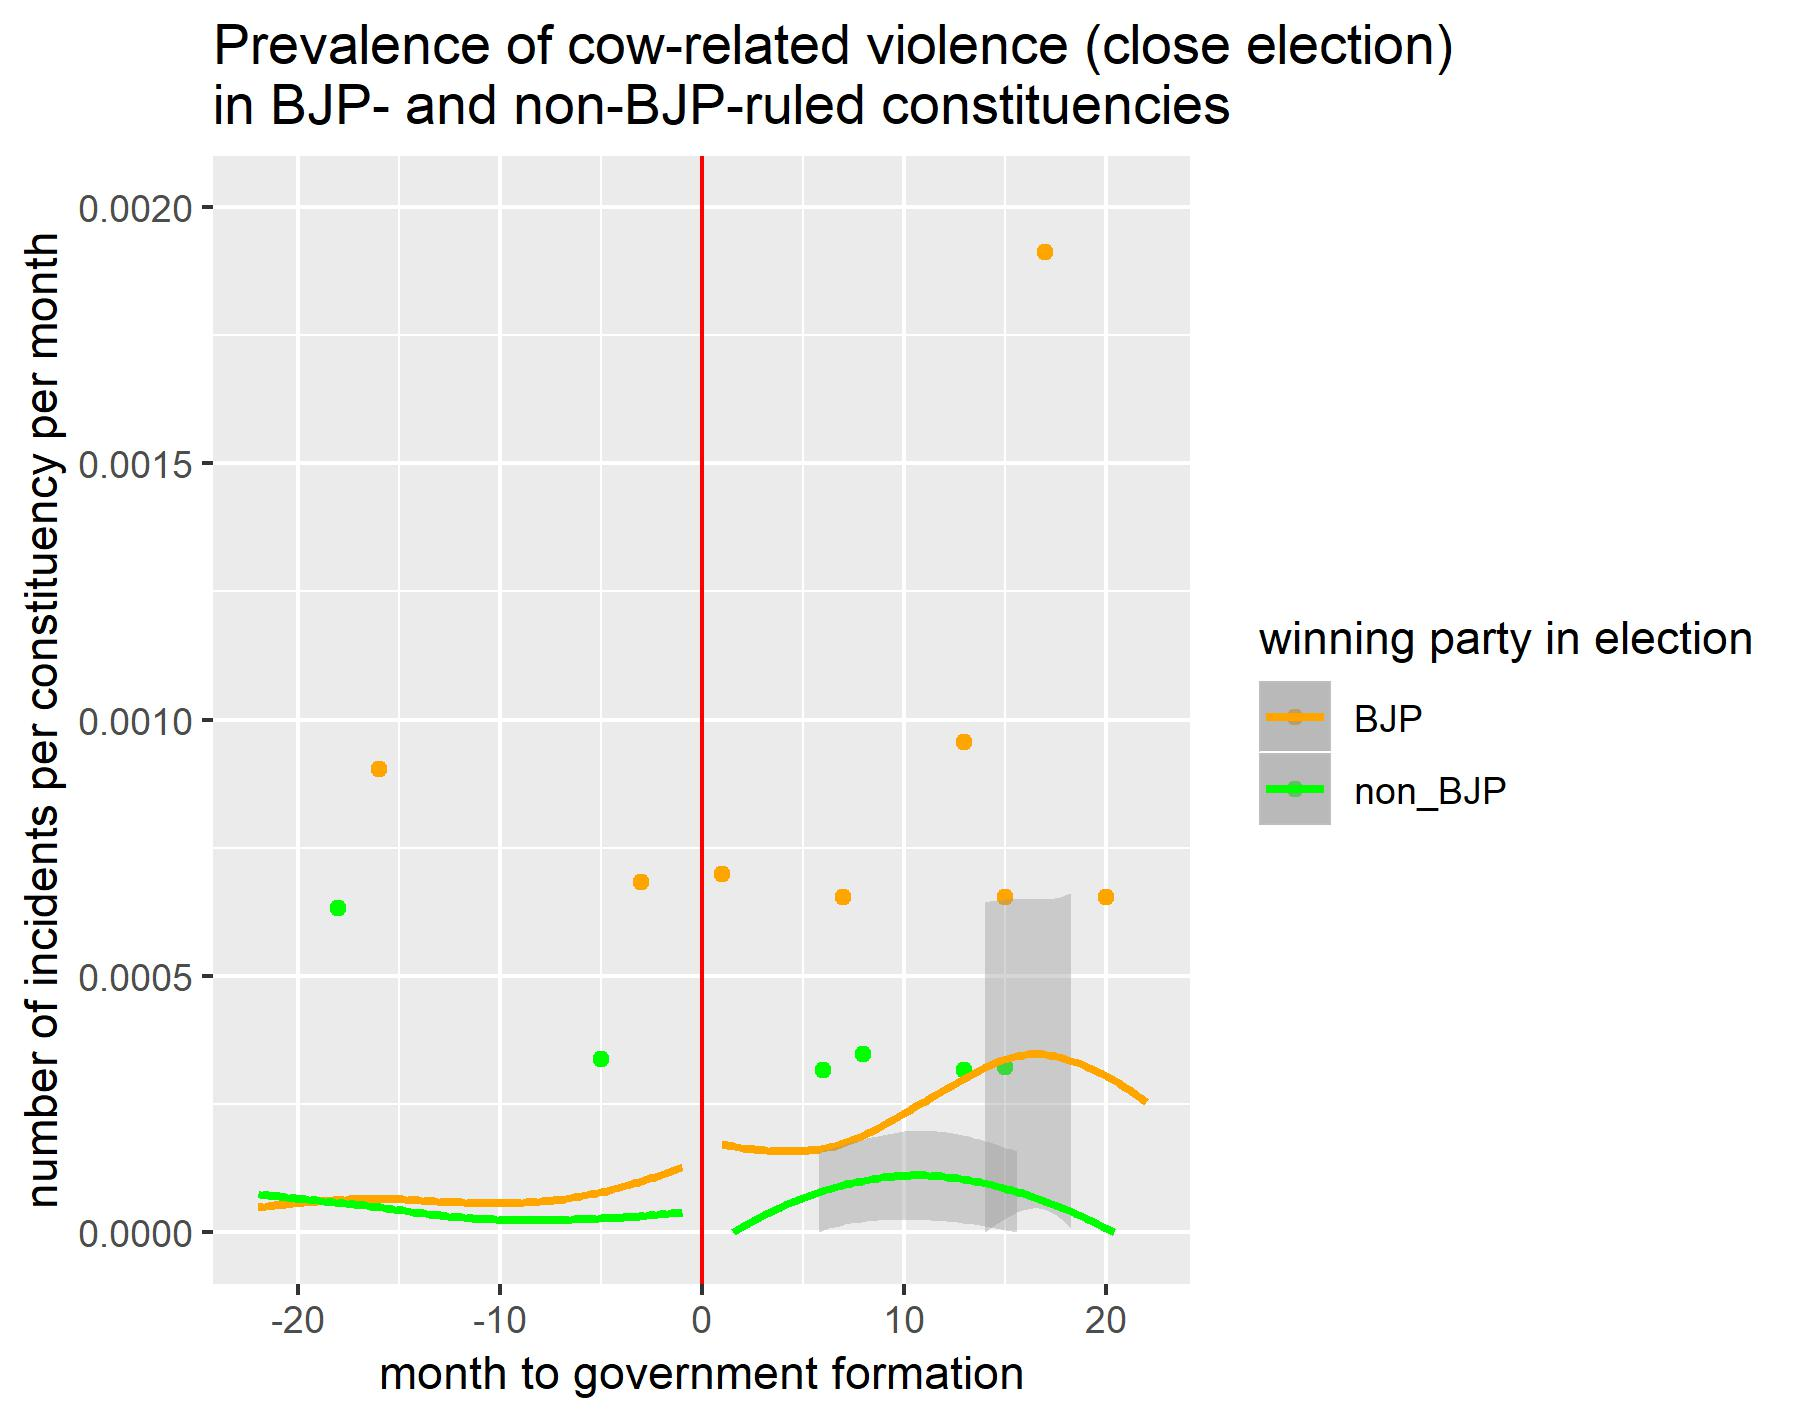 Prevalence of cow-related violence (close election)
in BJP- and non-BJP-ruled constituencies
number of incidents per constituency per month
0.0020
0.0015
0.0010
0.0005
0.0000
-20
-10
0
10
20
month to government formation
winning party in election
BJP
non_BJP